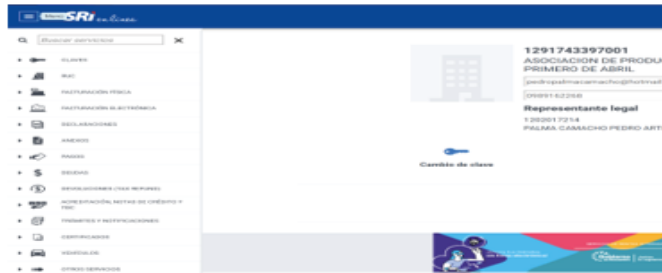 Menú SRi en línea
Buscar servicios
CLAVES
RUC
FACTURACIÓN FÍSICA
FACTURACIÓN ELECTRÓNICA
DECLARACIONES
ANEXOS
PAGOS
DEUDAS
DEVOLUCIONES (TAX REFUND)
ACREDITACIÓN, NOTAS DE CRÉDITO Y
TRÁMITES Y NOTIFICACIONES
CERTIFICADOS
VEHÍCULOS
OTROS SERVICIOS
1291743397001
ASOCIACION DE PRODU
PRIMERO DE ABRIL
pedropalmacamacho@hotmail
Representante legal
1202017214
PALMA CAMACHO PEDRO ART
Cambio de clave